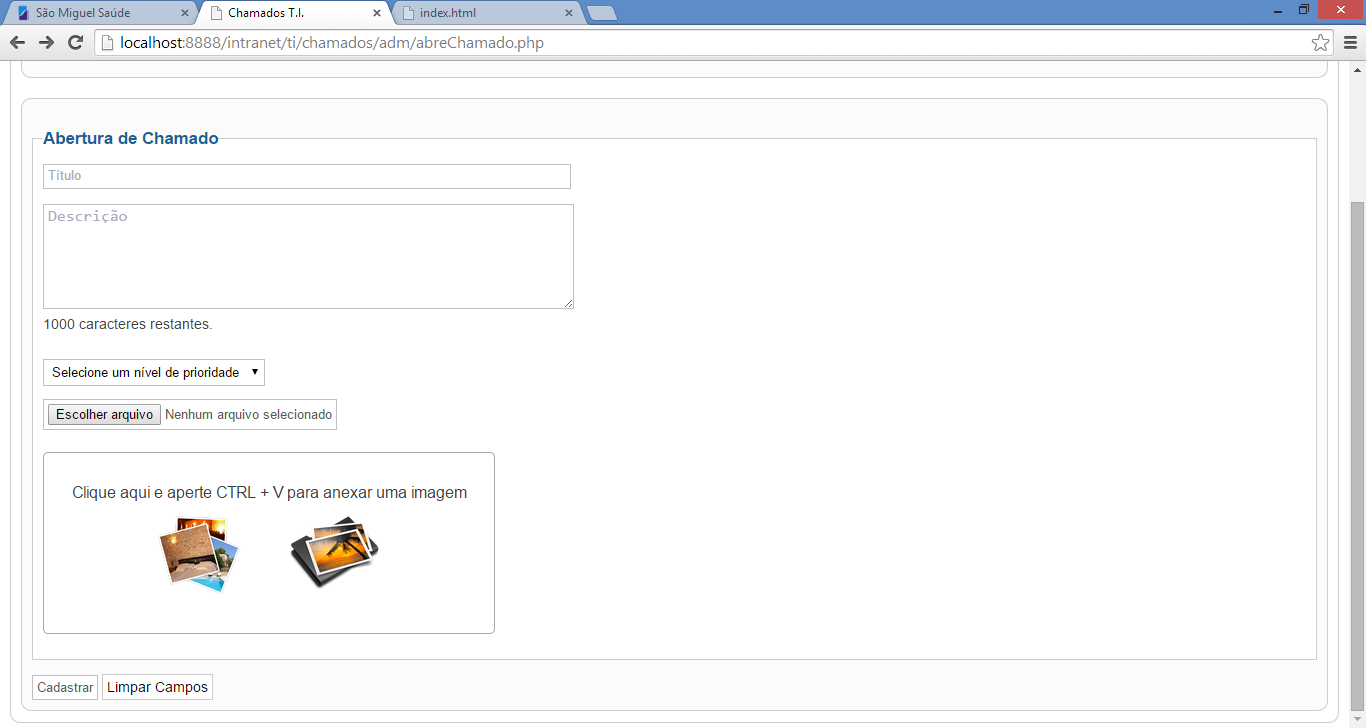 São Miguel Saúde
Chamados T.I.
index.html
localhost:8888/intranet/ti/chamados/adm/abreChamado.php
Abertura de Chamado
Título
Descrição
1000 caracteres restantes.
Selecione um nível de prioridade
Escolher arquivo Nenhum arquivo selecionado
Clique aqui e aperte CTRL + V para anexar uma imagem
Cadastrar Limpar Campos